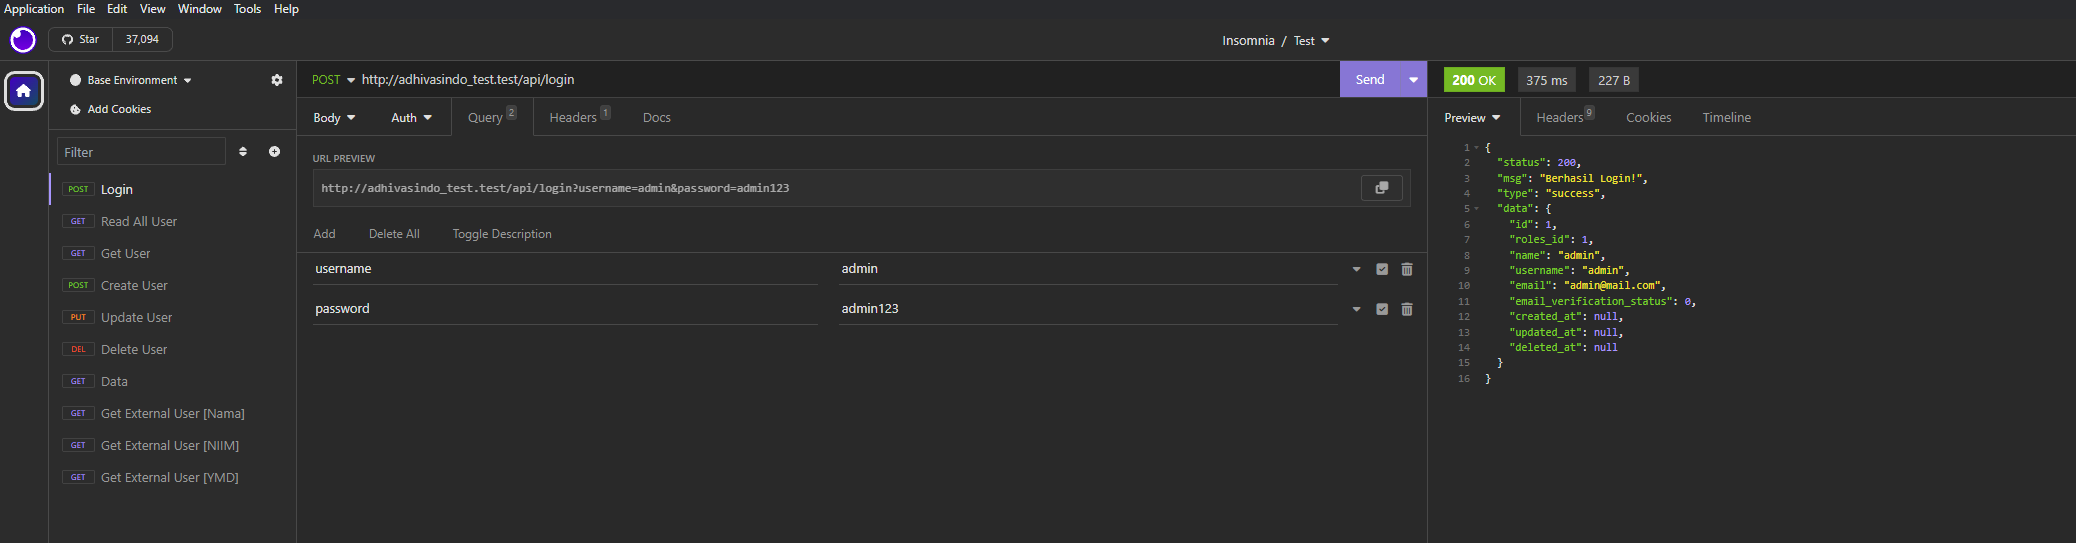 Application File Edit View Window Tools Help
Star 37,094
Insomnia / Test
Base Environment
Add Cookies
Filter
POST Login
GET Read All User
GET Get User
POST Create User
PUT Update User
DEL Delete User
GET Data
GET Get External User [Nama]
GET Get External User [NIIM]
GET Get External User [YMD]
POST http://adhivasindo_test.test/api/login Send
Body Auth Query 2 Headers 1 Docs
URL PREVIEW
http://adhivasindo_test.test/api/login?username=admin&password=admin123
Add Delete All Toggle Description
username admin
password admin123
200 OK 375 ms 227 B
Preview Headers 9 Cookies Timeline
1 {
2 "status": 200,
3 "msg": "Berhasil Login!",
4 "type": "success",
5 "data": {
6 "id": 1,
7 "roles_id": 1,
8 "name": "admin",
9 "username": "admin",
10 "email": "admin@mail.com",
11 "email_verification_status": 0,
12 "created_at": null,
13 "updated_at": null,
14 "deleted_at": null
15 }
16 }